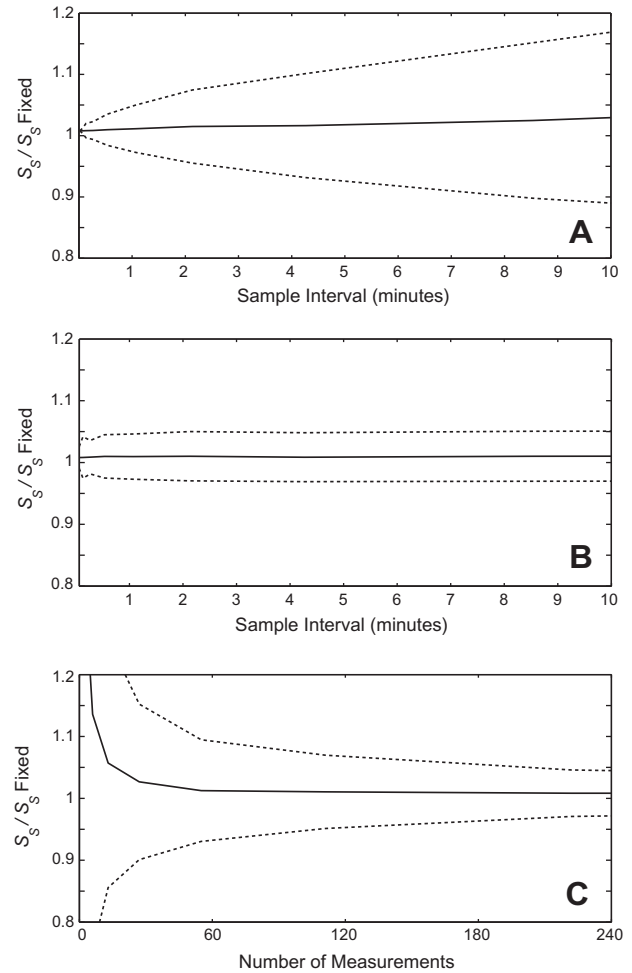 1.2
1.1
1
0.9
0.8
S_S / S_S Fixed
A
1 2 3 4 5 6 7 8 9 10
Sample Interval (minutes)
1.2
1.1
1
0.9
0.8
S_S / S_S Fixed
B
1 2 3 4 5 6 7 8 9 10
Sample Interval (minutes)
1.2
1.1
1
0.9
0.8
S_S / S_S Fixed
C
0 60 120 180 240
Number of Measurements